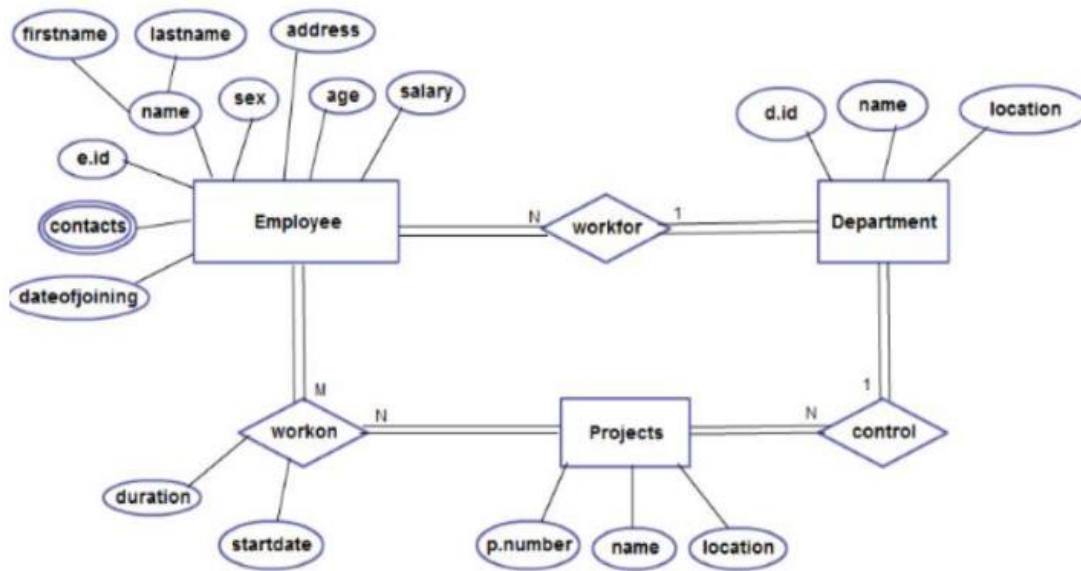 firstname
lastname
address
name
sex
age
salary
d.id
name
location
e.id
contacts
Employee
N
workfor
1
Department
dateofjoining
M
N
workon
Projects
N
1
control
duration
startdate
p.number
name
location